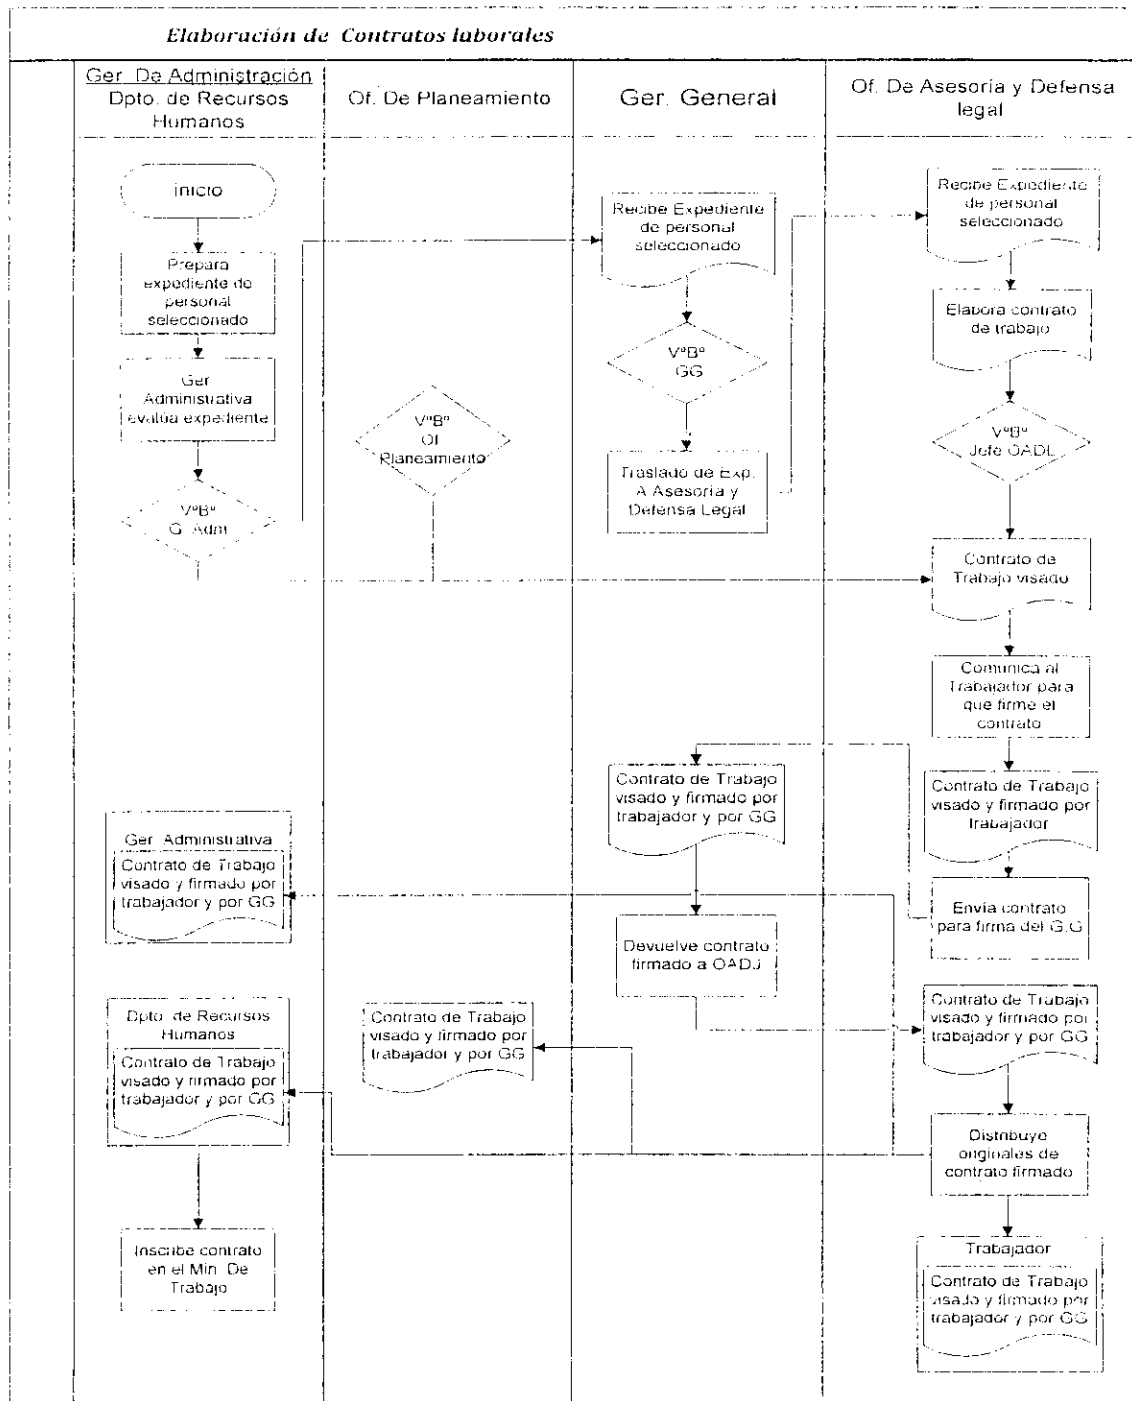 Elaboración de Contratos laborales
Ger. De Administración
Dpto. de Recursos
Humanos
Of. De Planeamiento
Ger. General
Of. De Asesoría y Defensa
legal
inicio
Prepara
expediente de
personal
seleccionado
Ger
Administrativa
evalúa expediente
VºBº
G. Adm
VºBº
Of
Planeamiento
Recibe Expediente
de personal
seleccionado
VºBº
GG
Traslado de Exp.
A Asesoría y
Defensa Legal
Recibe Expediente
de personal
seleccionado
Elabora contrato
de trabajo
VºBº
Jefe OADL
Contrato de
Trabajo visado
Comunica al
Trabajador para
que firme el
contrato
Contrato de Trabajo
visado y firmado por
trabajador
Envía contrato
para firma del G.G
Contrato de Trabajo
visado y firmado por
trabajador y por GG
Devuelve contrato
firmado a OADJ
Contrato de Trabajo
visado y firmado por
trabajador y por GG
Distribuye
originales de
contrato firmado
Ger. Administrativa
Contrato de Trabajo
visado y firmado por
trabajador y por GG
Dpto. de Recursos
Humanos
Contrato de Trabajo
visado y firmado por
trabajador y por GG
Contrato de Trabajo
visado y firmado por
trabajador y por GG
Inscribe contrato
en el Min. De
Trabajo
Trabajador
Contrato de Trabajo
visado y firmado por
trabajador y por GG